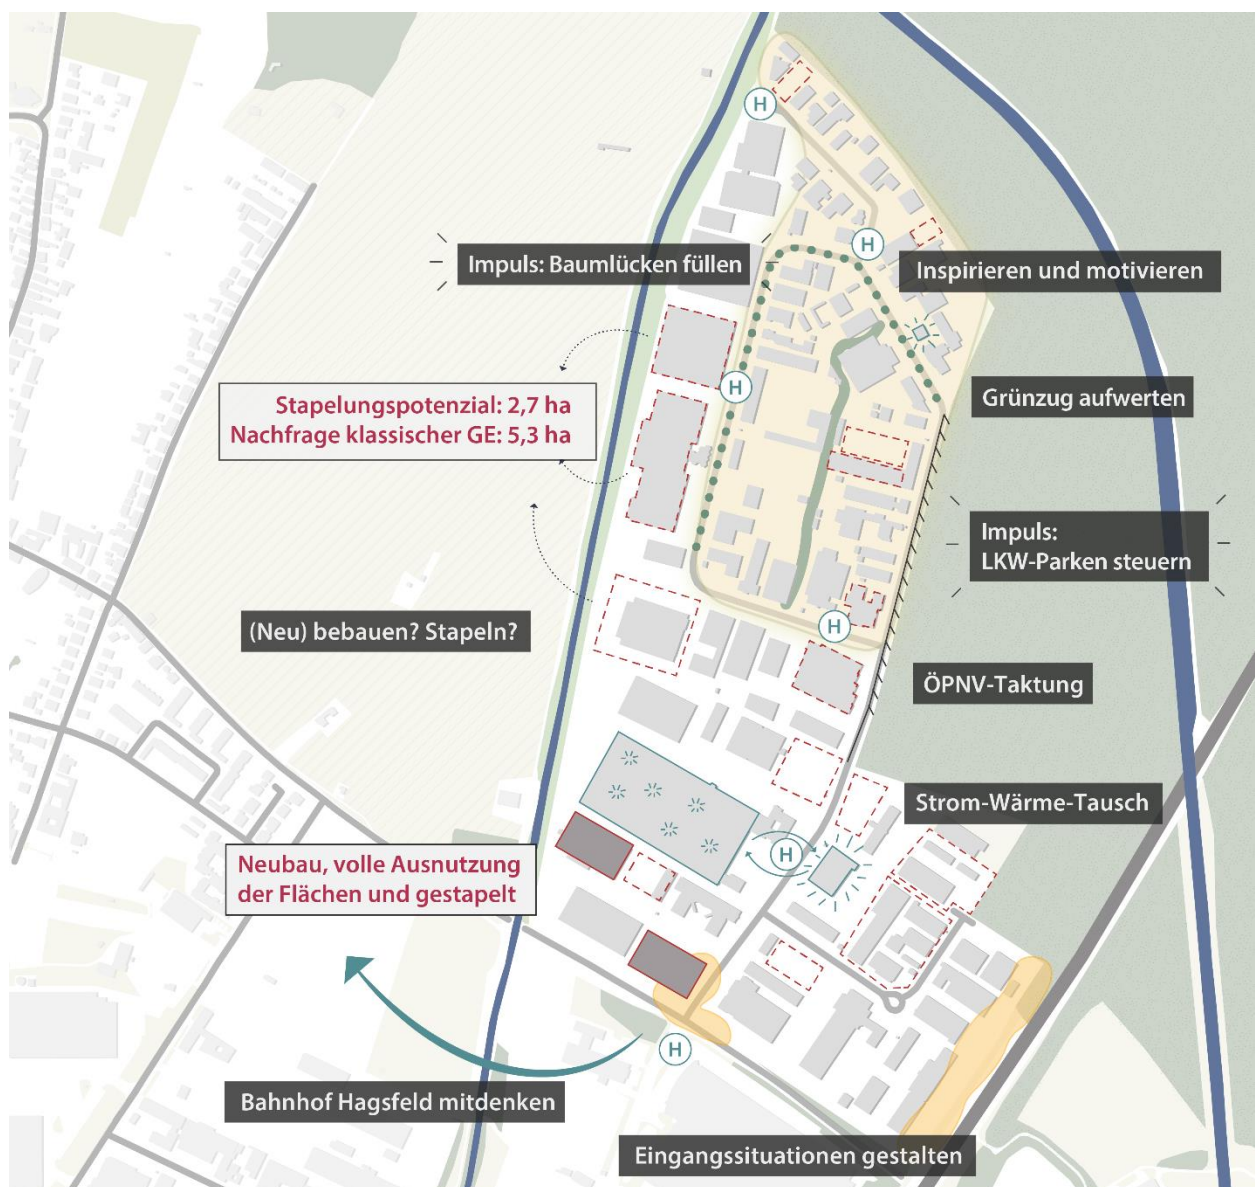 H
H
Impuls: Baumlücken füllen
Inspirieren und motivieren
H
Stapelungspotenzial: 2,7 ha
Nachfrage klassischer GE: 5,3 ha
Grünzug aufwerten
Impuls:
LKW-Parken steuern
(Neu) bebauen? Stapeln?
H
ÖPNV-Taktung
Strom-Wärme-Tausch
H
Neubau, volle Ausnutzung
der Flächen und gestapelt
H
Bahnhof Hagsfeld mitdenken
Eingangssituationen gestalten